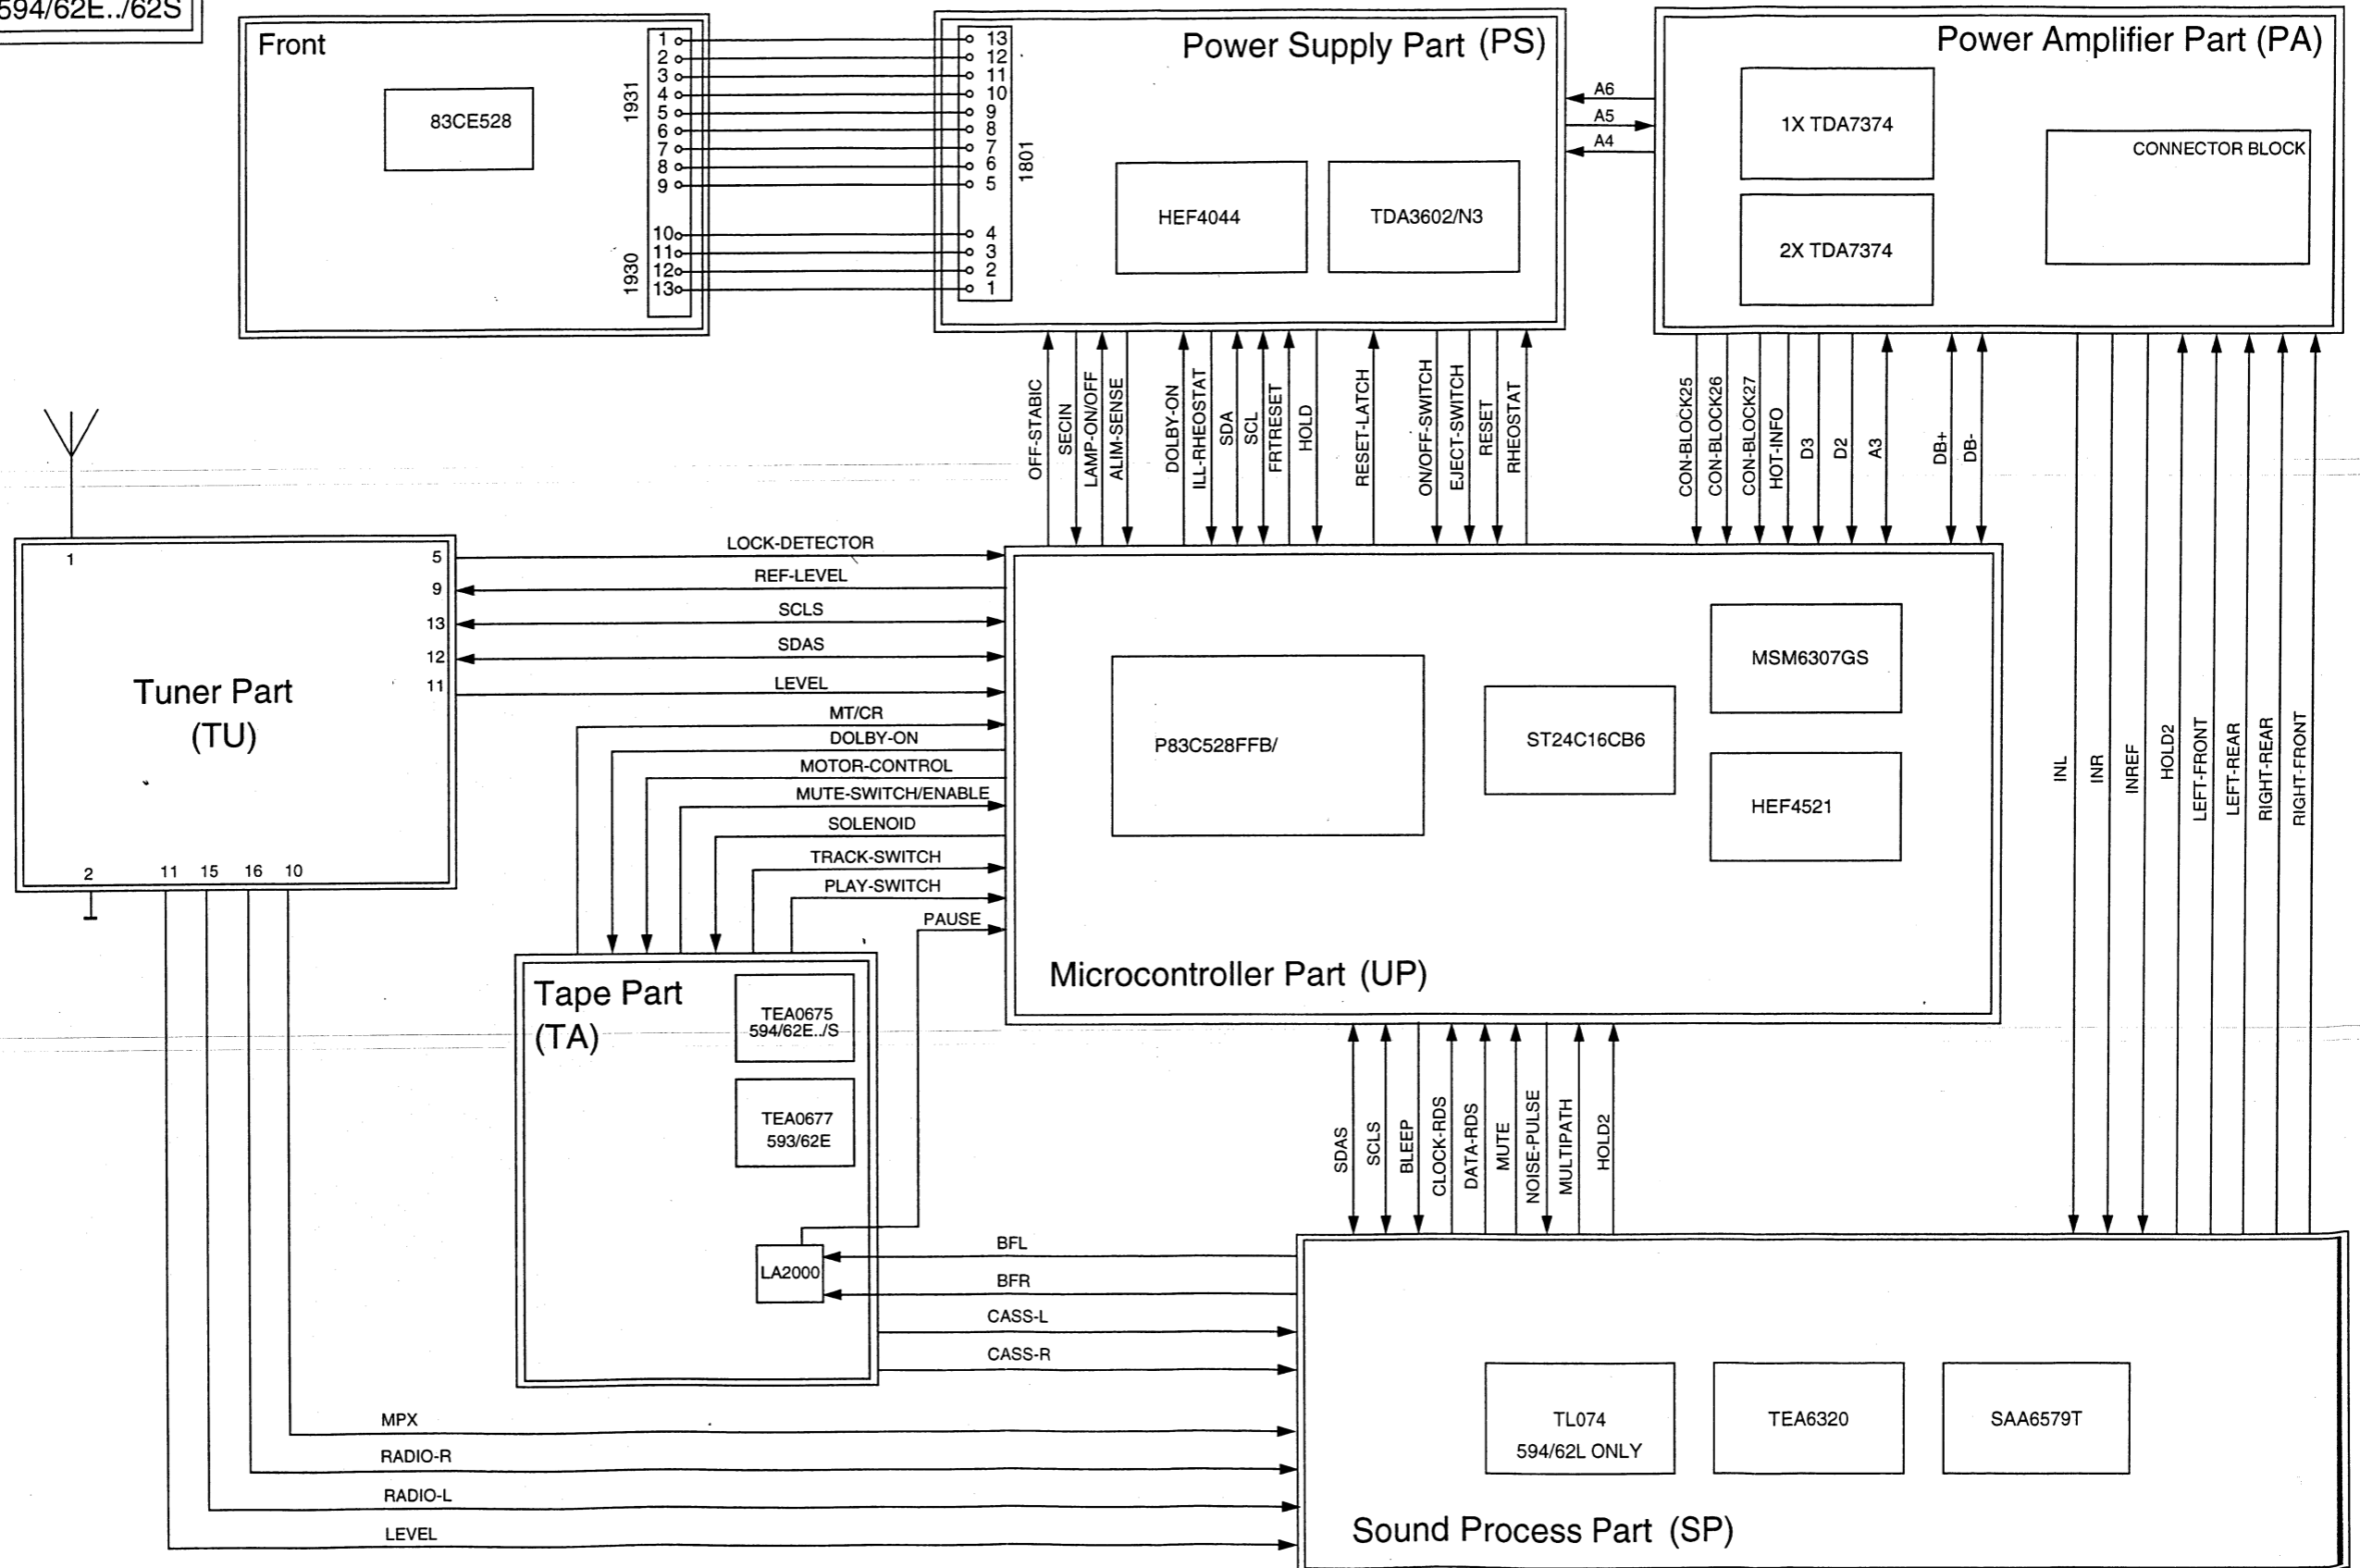 594/62E../62S
Front
83CE528
1931
1930
1
2
3
4
5
6
7
8
9
10
11
12
13
13
12
11
10
9
8
7
6
5
4
3
2
1
1801
Power Supply Part (PS)
HEF4044
TDA3602/N3
A6
A5
A4
Power Amplifier Part (PA)
1X TDA7374
2X TDA7374
CONNECTOR BLOCK
OFF-STABIC
SECIN
LAMP-ON/OFF
ALIM-SENSE
DOLBY-ON
ILL-RHEOSTAT
SDA
SCL
FRTRESET
HOLD
RESET-LATCH
ON/OFF-SWITCH
EJECT-SWITCH
RESET
RHEOSTAT
CON-BLOCK25
CON-BLOCK26
CON-BLOCK27
HOT-INFO
D3
D2
A3
DB+
DB-
INL
INR
INREF
HOLD2
LEFT-FRONT
LEFT-REAR
RIGHT-REAR
RIGHT-FRONT
1
5
9
13
12
11
Tuner Part
(TU)
2
11
15
16
10
LOCK-DETECTOR
REF-LEVEL
SCLS
SDAS
LEVEL
MT/CR
DOLBY-ON
MOTOR-CONTROL
MUTE-SWITCH/ENABLE
SOLENOID
TRACK-SWITCH
PLAY-SWITCH
PAUSE
P83C528FFB/
ST24C16CB6
MSM6307GS
HEF4521
Microcontroller Part (UP)
Tape Part
(TA)
TEA0675
594/62E../S
TEA0677
593/62E
LA2000
SDAS
SCLS
BLEEP
CLOCK-RDS
DATA-RDS
MUTE
NOISE-PULSE
MULTIPATH
HOLD2
BFL
BFR
CASS-L
CASS-R
MPX
RADIO-R
RADIO-L
LEVEL
TL074
594/62L ONLY
TEA6320
SAA6579T
Sound Process Part (SP)